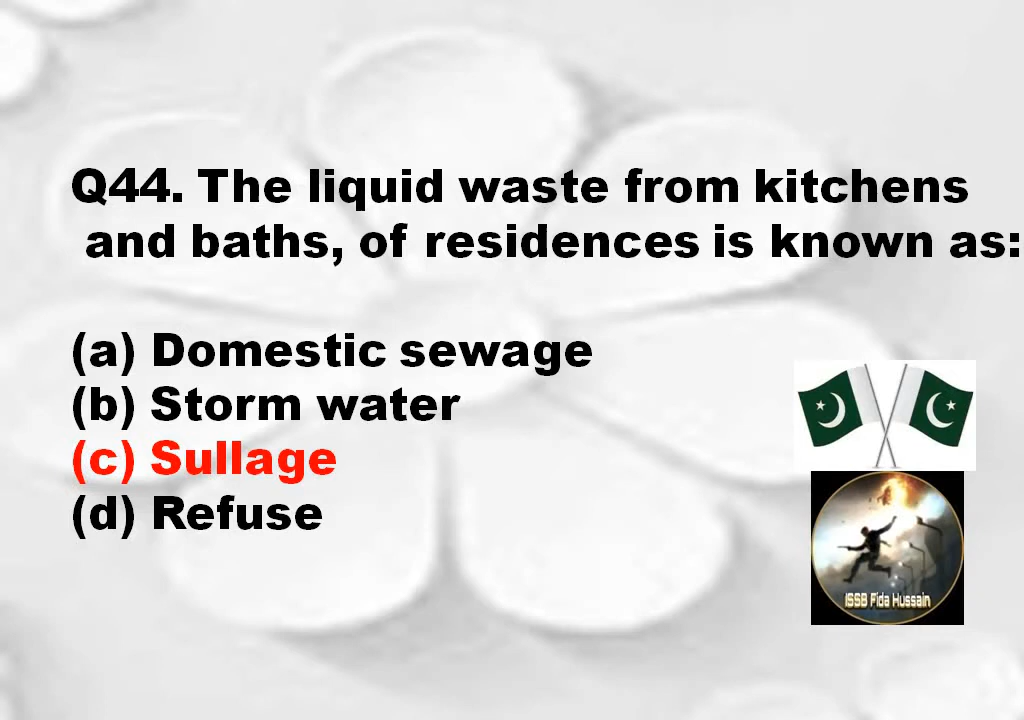 Q44. The liquid waste from kitchens
and baths, of residences is known as:
(a) Domestic sewage
(b) Storm water
(c) Sullage
(d) Refuse
ISSB Fida Hussain